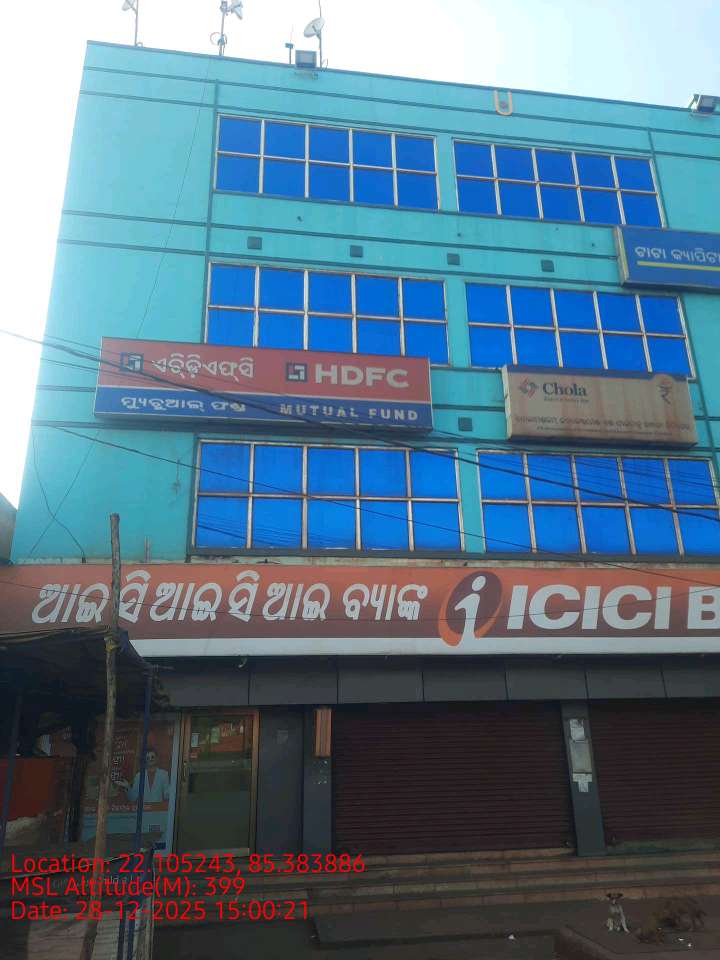 ଟାଟା କ୍ୟାପିଟା
ଏଚ୍‌ଡ଼ିଏଫ୍‌ସି
HDFC
ମ୍ୟୁଚୁଆଲ୍ ଫଣ୍ଡ
MUTUAL FUND
Chola
₹
ଆଇସିଆଇସିଆଇ ବ୍ୟାଙ୍କ
i ICICI B
Location: 22.105243, 85.383886
MSL Altitude(M): 399
Date: 28-12-2025 15:00:21